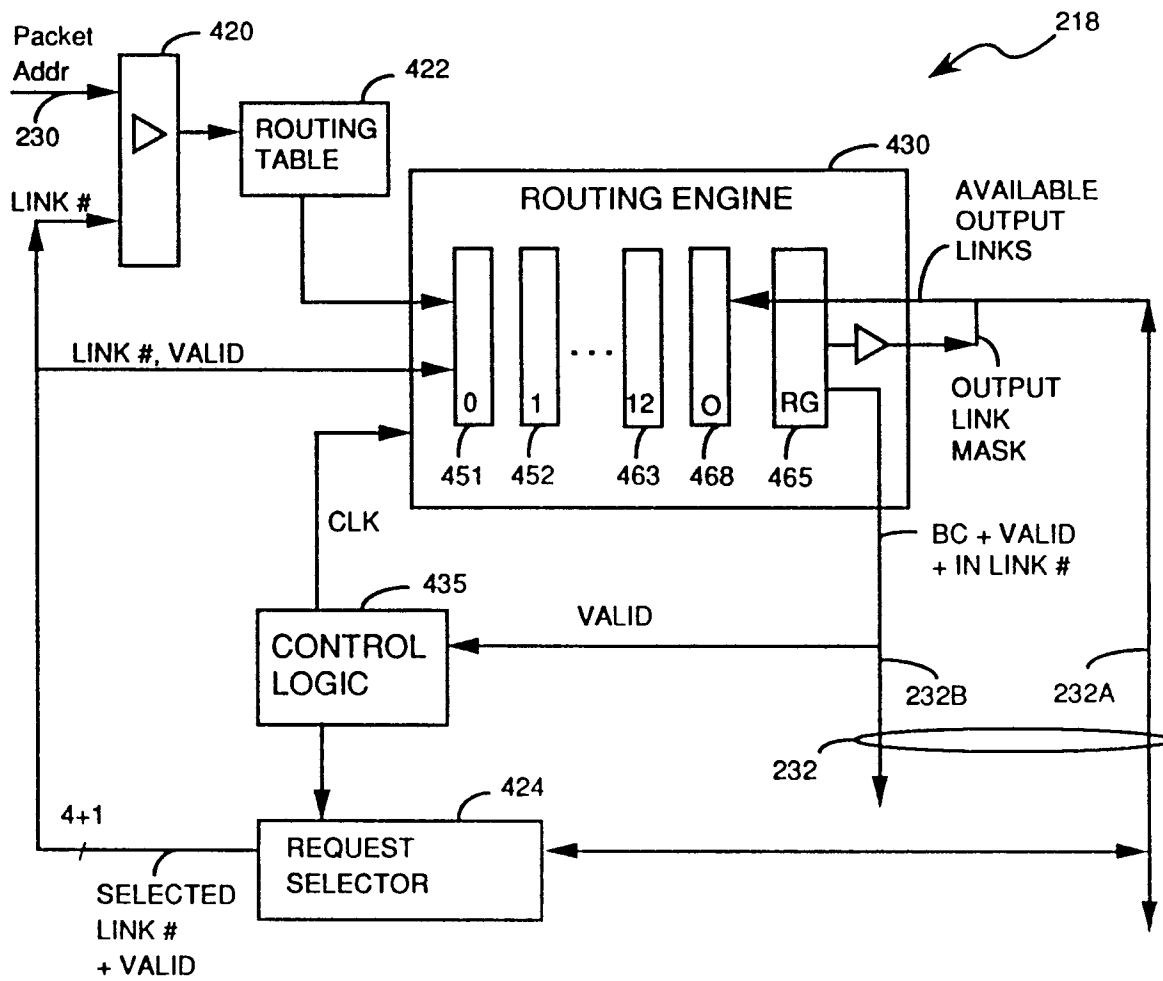 218
Packet
Addr
230
420
422
ROUTING
TABLE
LINK #
430
ROUTING ENGINE
AVAILABLE
OUTPUT
LINKS
LINK #, VALID
0
1
...
12
O
RG
451
452
463
468
465
OUTPUT
LINK
MASK
CLK
BC + VALID
+ IN LINK #
435
CONTROL
LOGIC
VALID
232B
232A
232
424
REQUEST
SELECTOR
4+1
SELECTED
LINK #
+ VALID